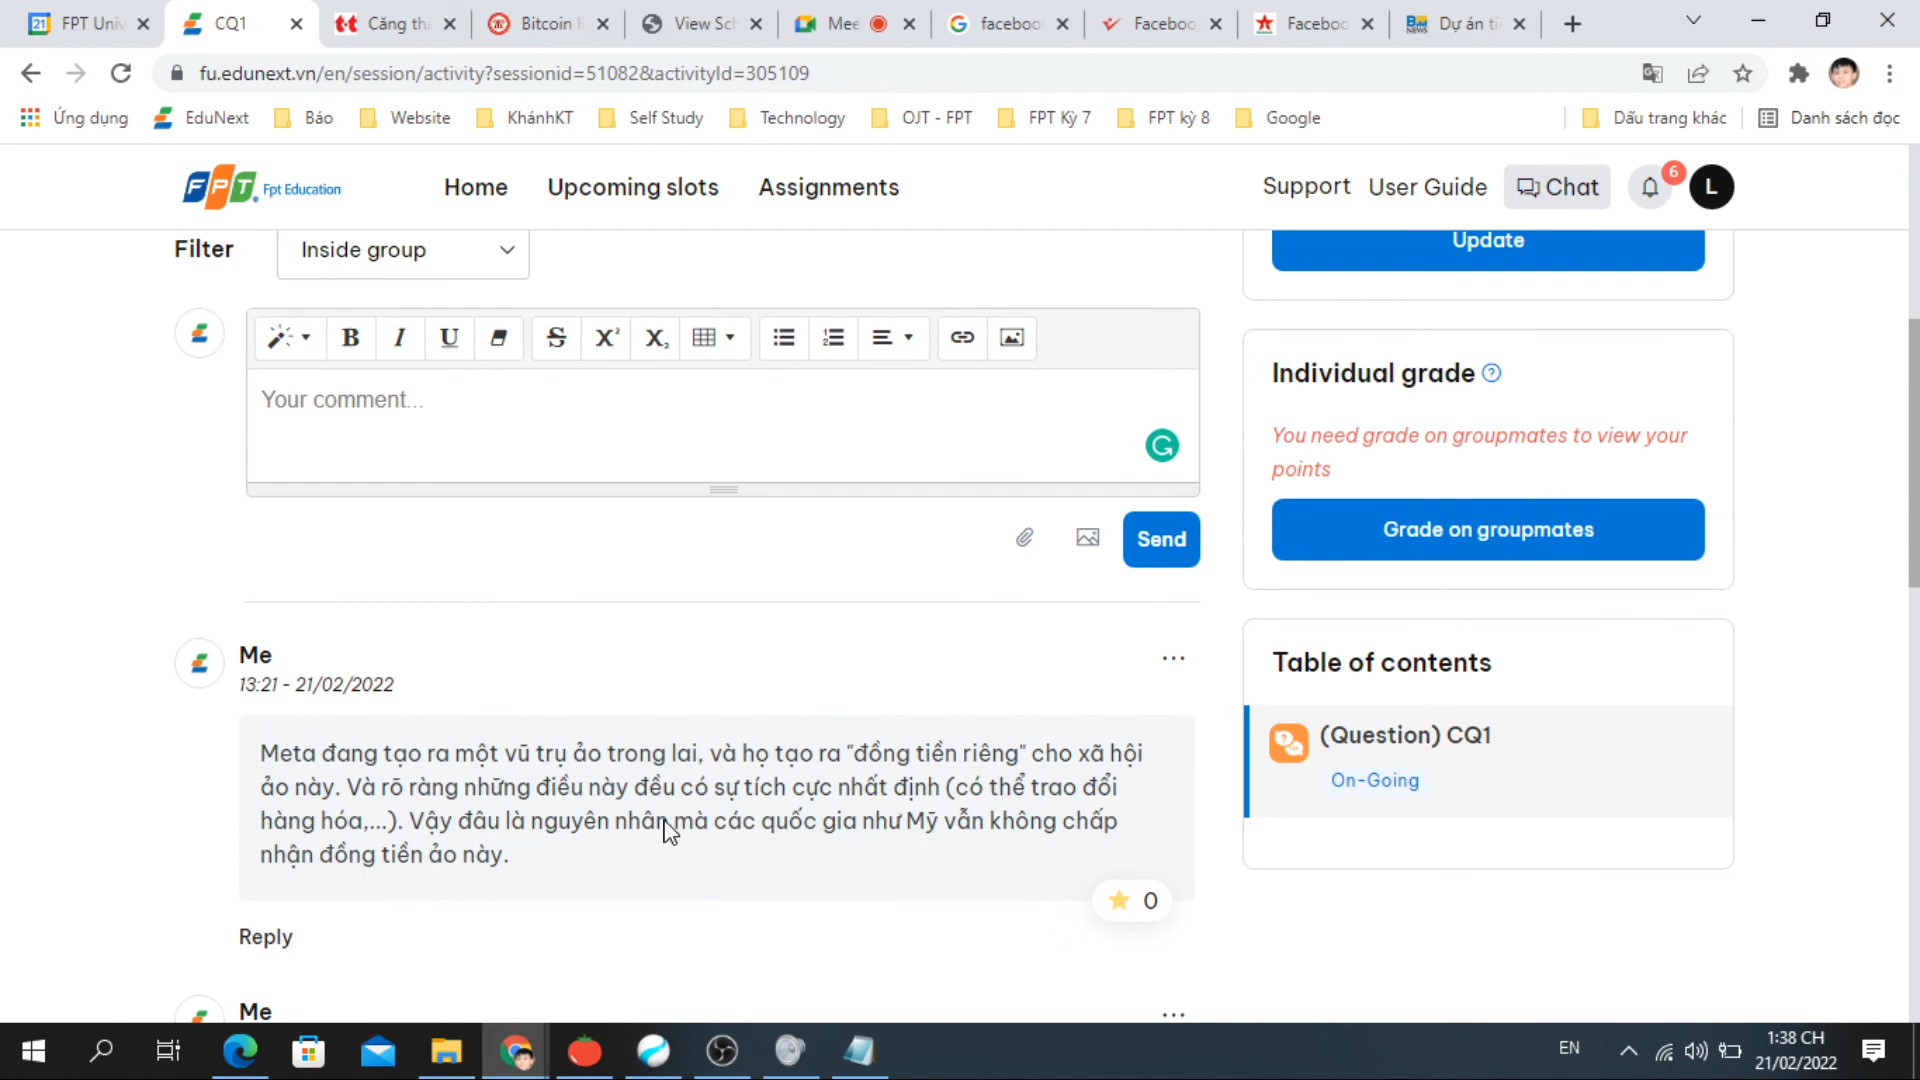 FPT Univ
CQ1
Căng thẳ
Bitcoin l
View Sch
Mee
facebook
Faceboo
Faceboo
Dự án ti
fu.edunext.vn/en/session/activity?sessionid=51082&activityId=305109
Ứng dụng
EduNext
Báo
Website
KhánhKT
Self Study
Technology
OJT - FPT
FPT Kỳ 7
FPT kỳ 8
Google
Dấu trang khác
Danh sách đọc
FPT Fpt Education
Home
Upcoming slots
Assignments
Support
User Guide
Chat
6
L
Filter
Inside group
Update
Your comment...
Send
Individual grade
You need grade on groupmates to view your
points
Grade on groupmates
Me
13:21 - 21/02/2022
Meta đang tạo ra một vũ trụ ảo trong lai, và họ tạo ra "đồng tiền riêng" cho xã hội
ảo này. Và rõ ràng những điều này đều có sự tích cực nhất định (có thể trao đổi
hàng hóa,...). Vậy đâu là nguyên nhân mà các quốc gia như Mỹ vẫn không chấp
nhận đồng tiền ảo này.
0
Reply
Table of contents
(Question) CQ1
On-Going
Me
EN
1:38 CH
21/02/2022